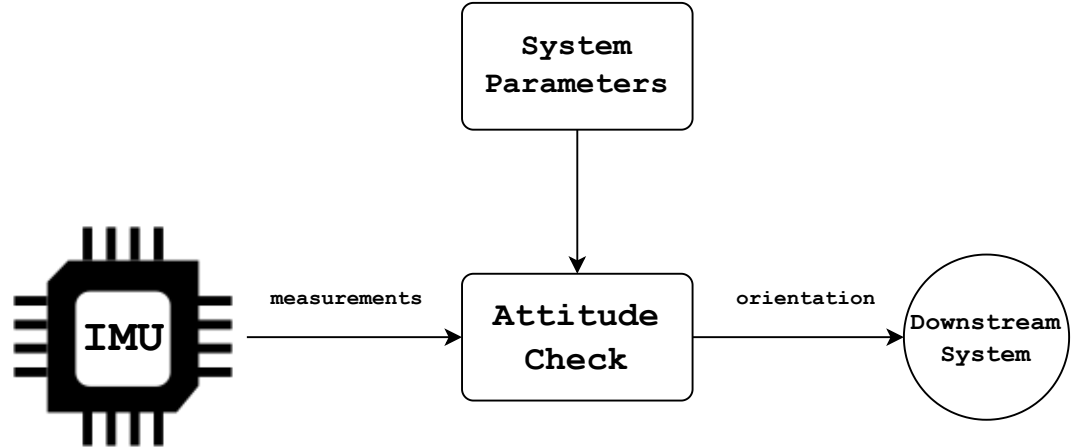 System
Parameters
IMU
measurements
Attitude
Check
orientation
Downstream
System